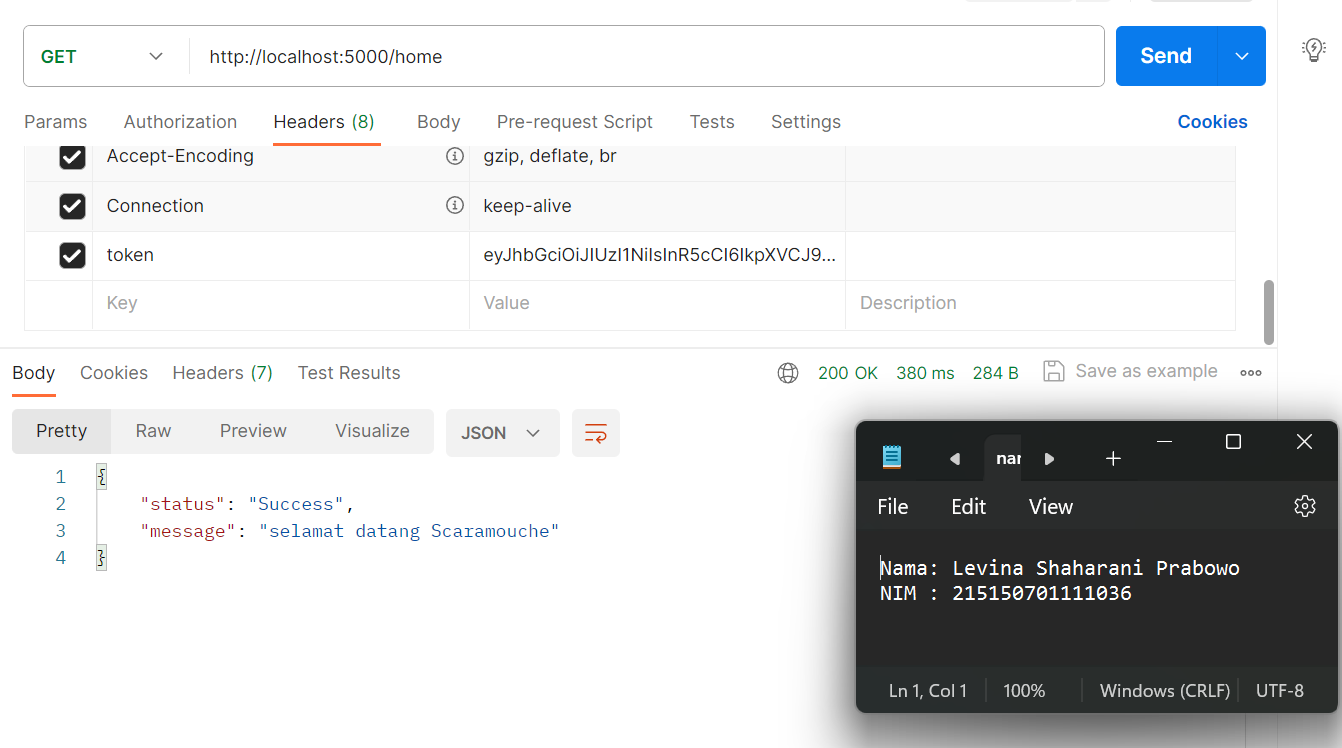 GET http://localhost:5000/home Send
Params Authorization Headers (8) Body Pre-request Script Tests Settings Cookies
Accept-Encoding gzip, deflate, br
Connection keep-alive
token eyJhbGciOiJIUzI1NiIsInR5cCI6IkpXVCJ9...
Key Value Description
Body Cookies Headers (7) Test Results 200 OK 380 ms 284 B Save as example
Pretty Raw Preview Visualize JSON
1 {
2 "status": "Success",
3 "message": "selamat datang Scaramouche"
4 }
File Edit View
Nama: Levina Shaharani Prabowo
NIM : 215150701111036
Ln 1, Col 1 100% Windows (CRLF) UTF-8